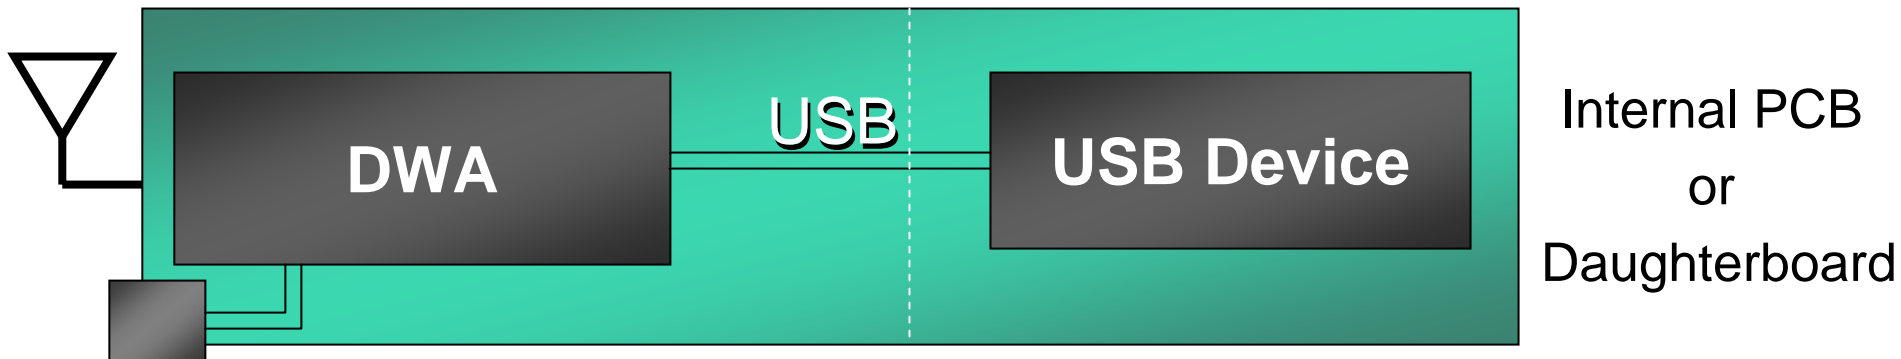 DWA
USB
USB Device
Internal PCB
or
Daughterboard